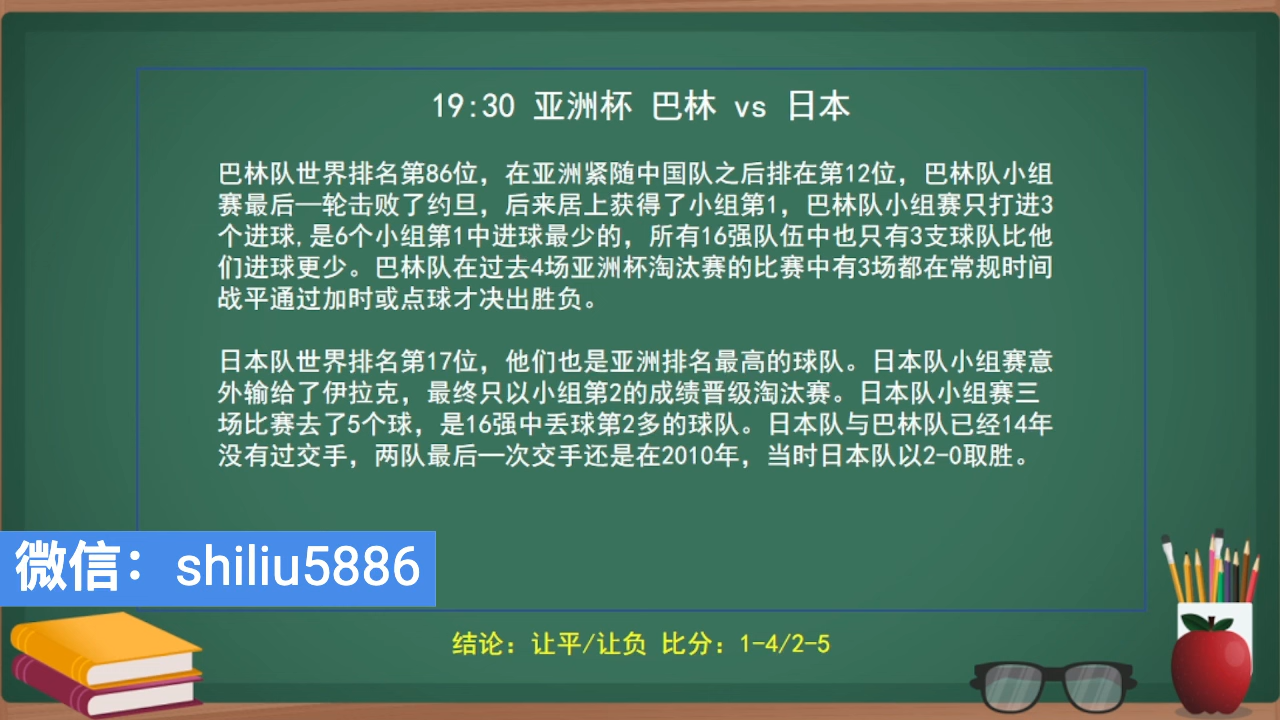 19:30 亚洲杯 巴林 vs 日本
巴林队世界排名第86位，在亚洲紧随中国队之后排在第12位，巴林队小组
赛最后一轮击败了约旦，后来居上获得了小组第1，巴林队小组赛只打进3
个进球,是6个小组第1中进球最少的，所有16强队伍中也只有3支球队比他
们进球更少。巴林队在过去4场亚洲杯淘汰赛的比赛中有3场都在常规时间
战平通过加时或点球才决出胜负。
日本队世界排名第17位，他们也是亚洲排名最高的球队。日本队小组赛意
外输给了伊拉克，最终只以小组第2的成绩晋级淘汰赛。日本队小组赛三
场比赛去了5个球，是16强中丢球第2多的球队。日本队与巴林队已经14年
没有过交手，两队最后一次交手还是在2010年，当时日本队以2-0取胜。
微信：shiliu5886
结论：让平/让负 比分：1-4/2-5